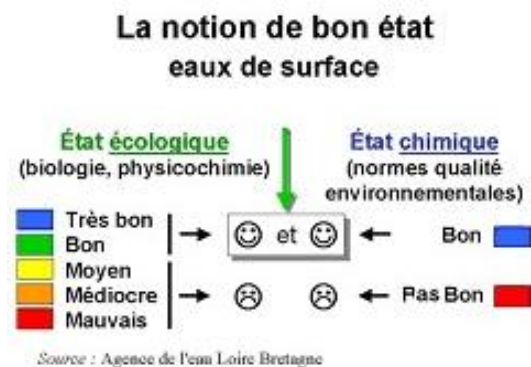 La notion de bon état
eaux de surface
État écologique
(biologie, physicochimie)
État chimique
(normes qualité
environnementales)
Très bon
Bon
Moyen
Médiocre
Mauvais
et
Bon
Pas Bon
Source : Agence de l'eau Loire Bretagne